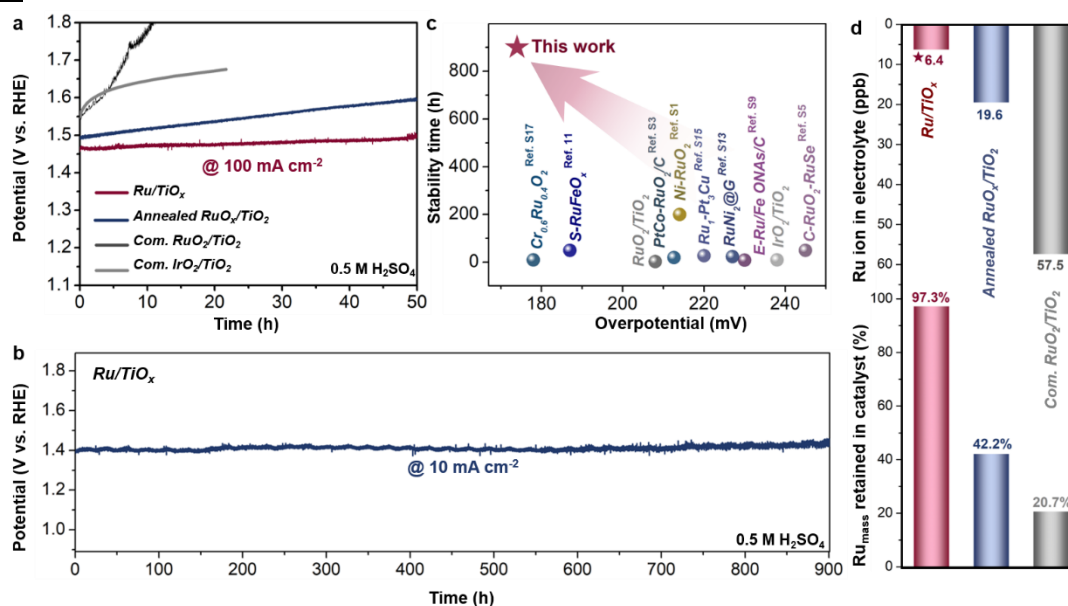 a
Potential (V vs. RHE)
1.8
1.7
1.6
1.5
1.4
1.3
1.2
1.1
@ 100 mA cm⁻²
Ru/TiOₓ
Annealed RuOₓ/TiO₂
Com. RuO₂/TiO₂
Com. IrO₂/TiO₂
0.5 M H₂SO₄
0 10 20 30 40 50
Time (h)
c
Stability time (h)
800
600
400
200
0
This work
Cr₀.₆Ru₀.₄O₂ Ref. S17
S-RuFeOₓ Ref. 11
RuO₂/TiO₂
PtCo-RuO₂/C Ref. S3
Ni-RuO₂ Ref. S1
Ru₁-Pt₃Cu Ref. S15
RuNi₂@G Ref. S13
E-Ru/Fe ONAs/C Ref. S9
IrO₂/TiO₂
C-RuO₂-RuSe Ref. S5
180 200 220 240
Overpotential (mV)
b
Potential (V vs. RHE)
1.8
1.6
1.4
1.2
1.0
Ru/TiOₓ
@ 10 mA cm⁻²
0.5 M H₂SO₄
0 100 200 300 400 500 600 700 800 900
Time (h)
d
Ru ion in electrolyte (ppb)
0
10
20
30
40
50
60
★6.4
19.6
57.5
Ru/TiOₓ
Annealed RuOₓ/TiO₂
Com. RuO₂/TiO₂
Ruₘₐₛₛ retained in catalyst (%)
100
80
60
40
20
0
97.3%
42.2%
20.7%